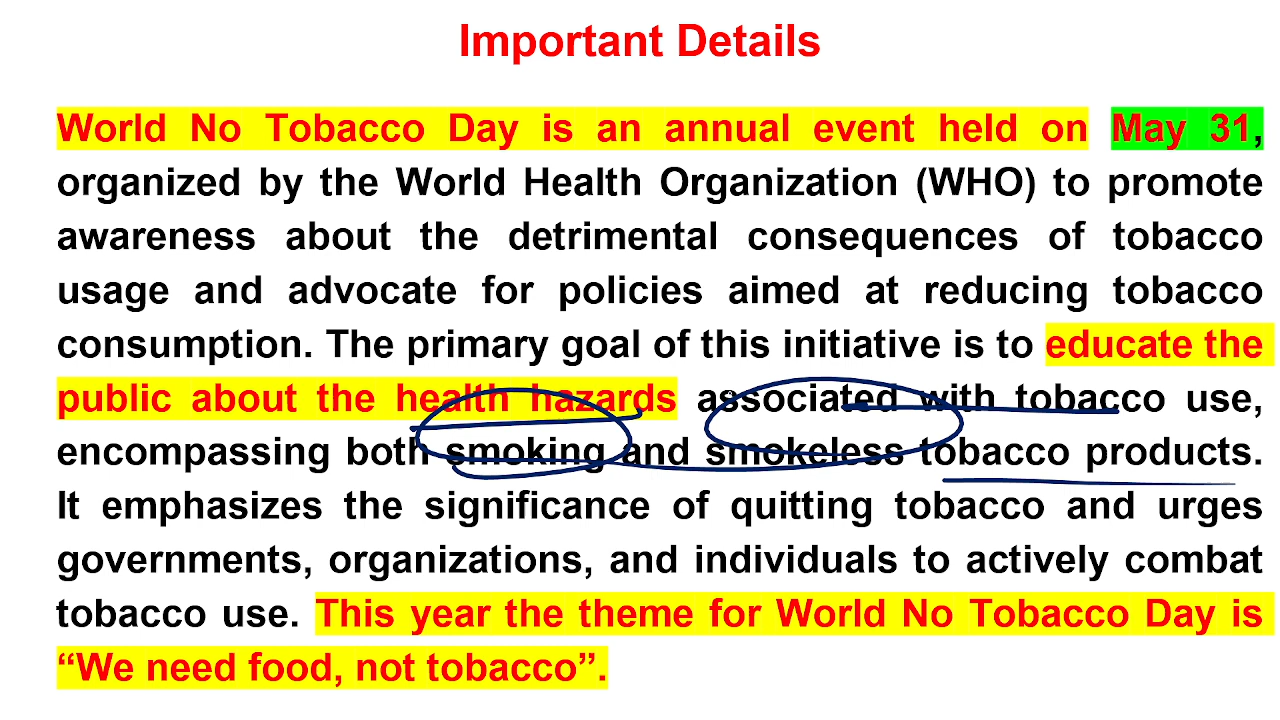 Important Details
World No Tobacco Day is an annual event held on May 31,
organized by the World Health Organization (WHO) to promote
awareness about the detrimental consequences of tobacco
usage and advocate for policies aimed at reducing tobacco
consumption. The primary goal of this initiative is to educate the
public about the health hazards associated with tobacco use,
encompassing both smoking and smokeless tobacco products.
It emphasizes the significance of quitting tobacco and urges
governments, organizations, and individuals to actively combat
tobacco use. This year the theme for World No Tobacco Day is
“We need food, not tobacco”.